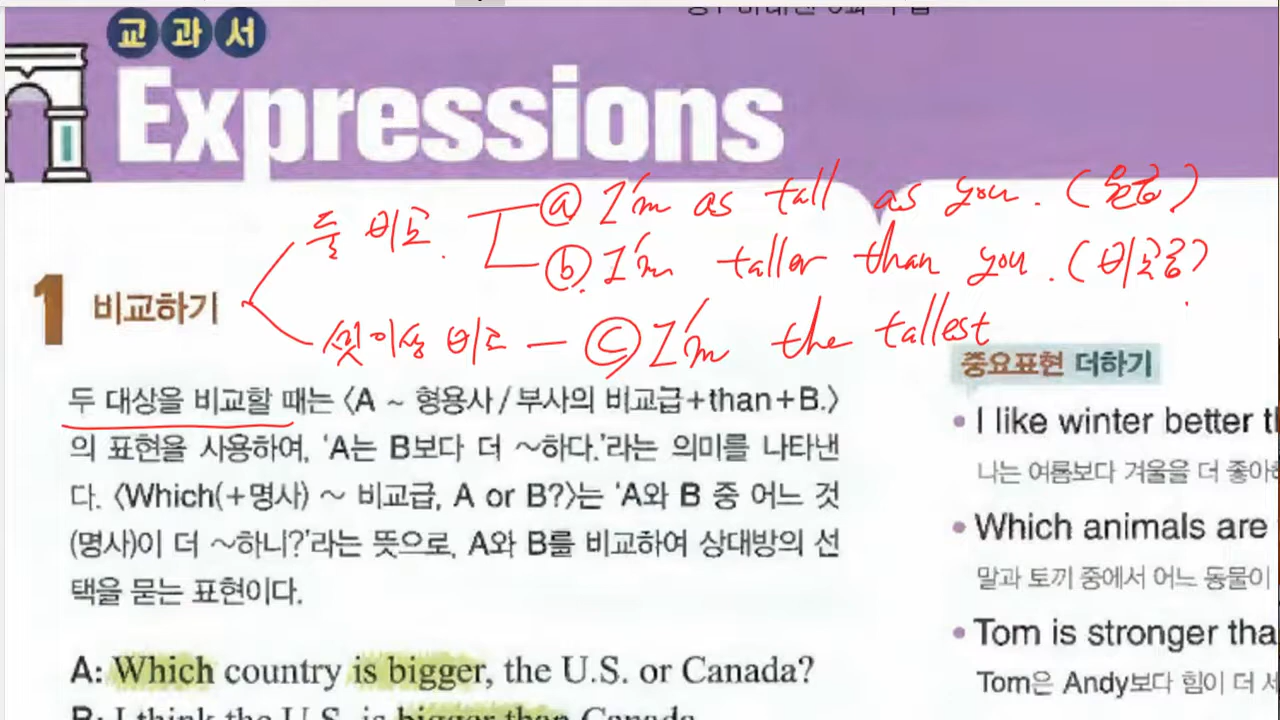 교과서
Expressions
둘 비교
ⓐ I'm as tall as you. (원급)
ⓑ I'm taller than you. (비교급)
1 비교하기
셋이상 비교 - ⓒ I'm the tallest
중요표현 더하기
두 대상을 비교할 때는 〈A ~ 형용사/부사의 비교급+than+B.〉
의 표현을 사용하여, 'A는 B보다 더 ~하다.'라는 의미를 나타낸
다. 〈Which(+명사) ~ 비교급, A or B?〉는 'A와 B 중 어느 것
(명사)이 더 ~하니?'라는 뜻으로, A와 B를 비교하여 상대방의 선
택을 묻는 표현이다.
A: Which country is bigger, the U.S. or Canada?
B: I think the U.S. is bigger than Canada.
• I like winter better
나는 여름보다 겨울을 더
• Which animals are
말과 토끼 중에서 어느 동물이
• Tom is stronger
Tom은 Andy보다 힘이 더